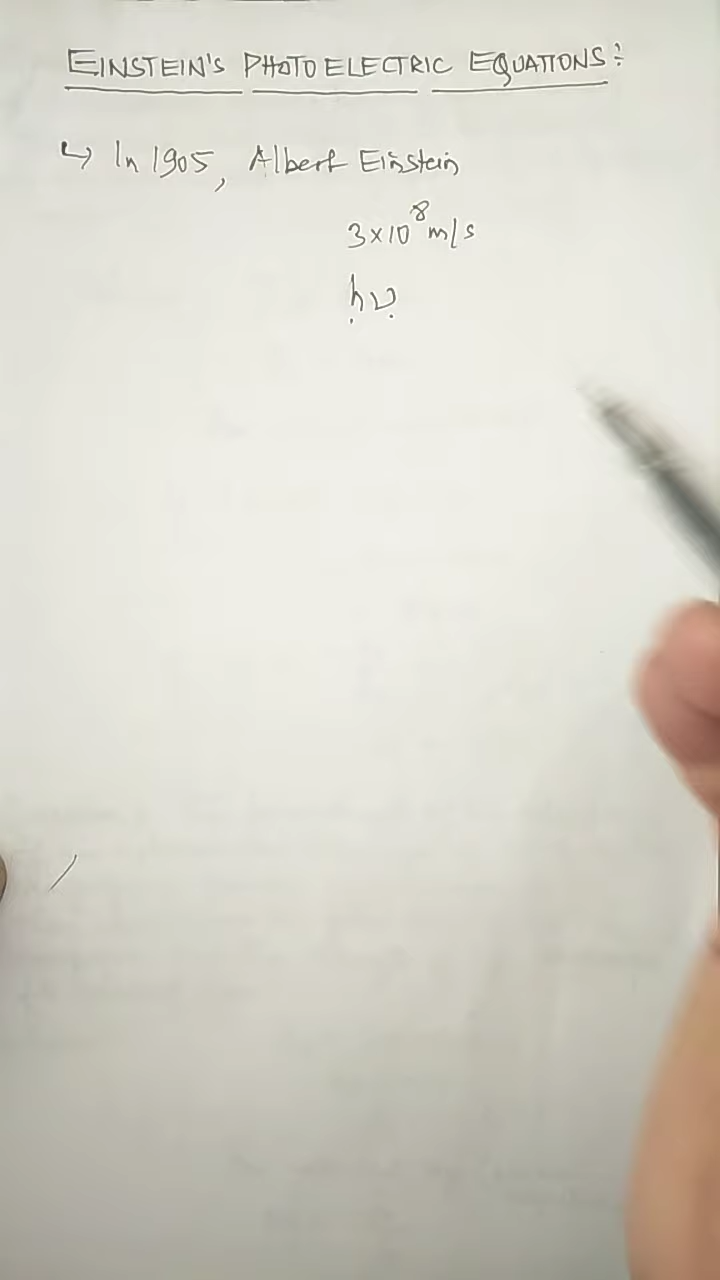 EINSTEIN'S PHOTOELECTRIC EQUATIONS:
↳ In 1905, Albert Einstein
3×10⁸ m/s
hν